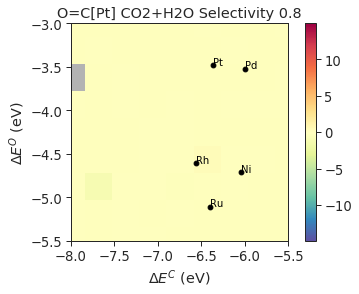 O=C[Pt] CO2+H2O Selectivity 0.8
−3.0
−3.5
−4.0
−4.5
−5.0
−5.5
ΔE^O (eV)
Pt
Pd
Rh
Ni
Ru
−8.0 −7.5 −7.0 −6.5 −6.0 −5.5
ΔE^C (eV)
10
5
0
−5
−10